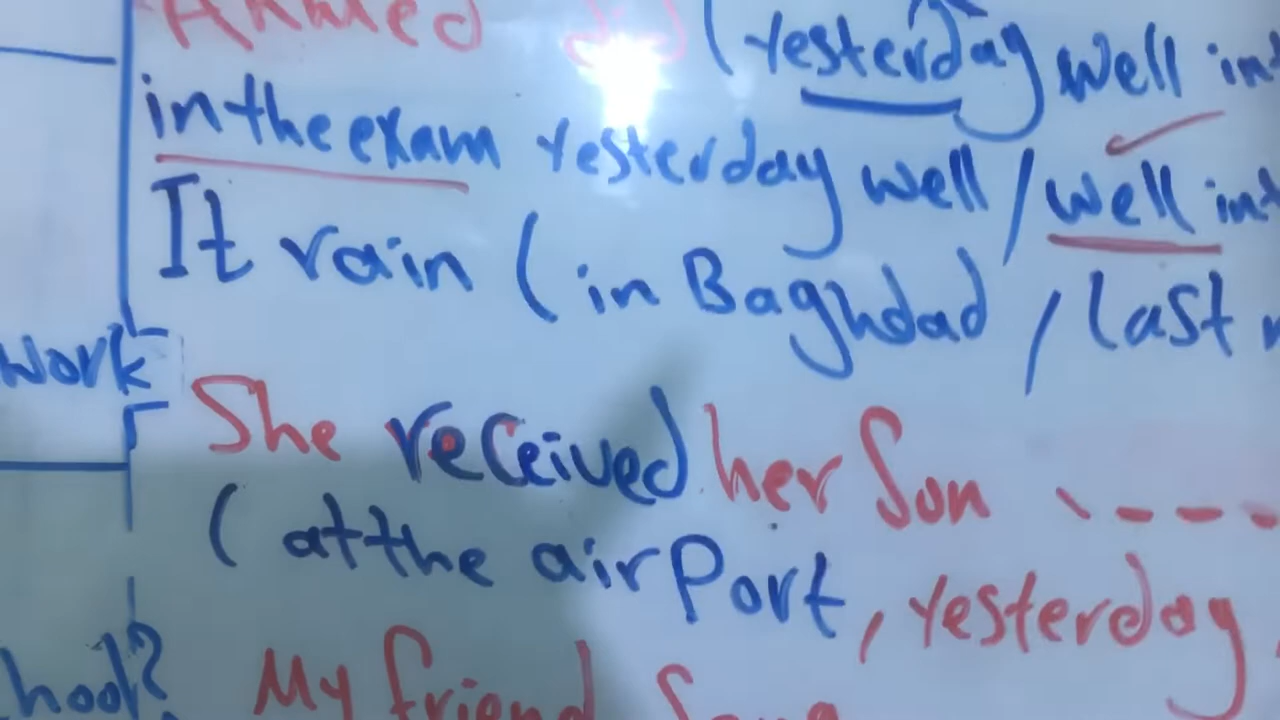 Ahmed (yesterday well in
in the exam yesterday well / well in
It rain (in Baghdad / last
work
She received her son - - - -
(at the airport, yesterday
hool? My friend